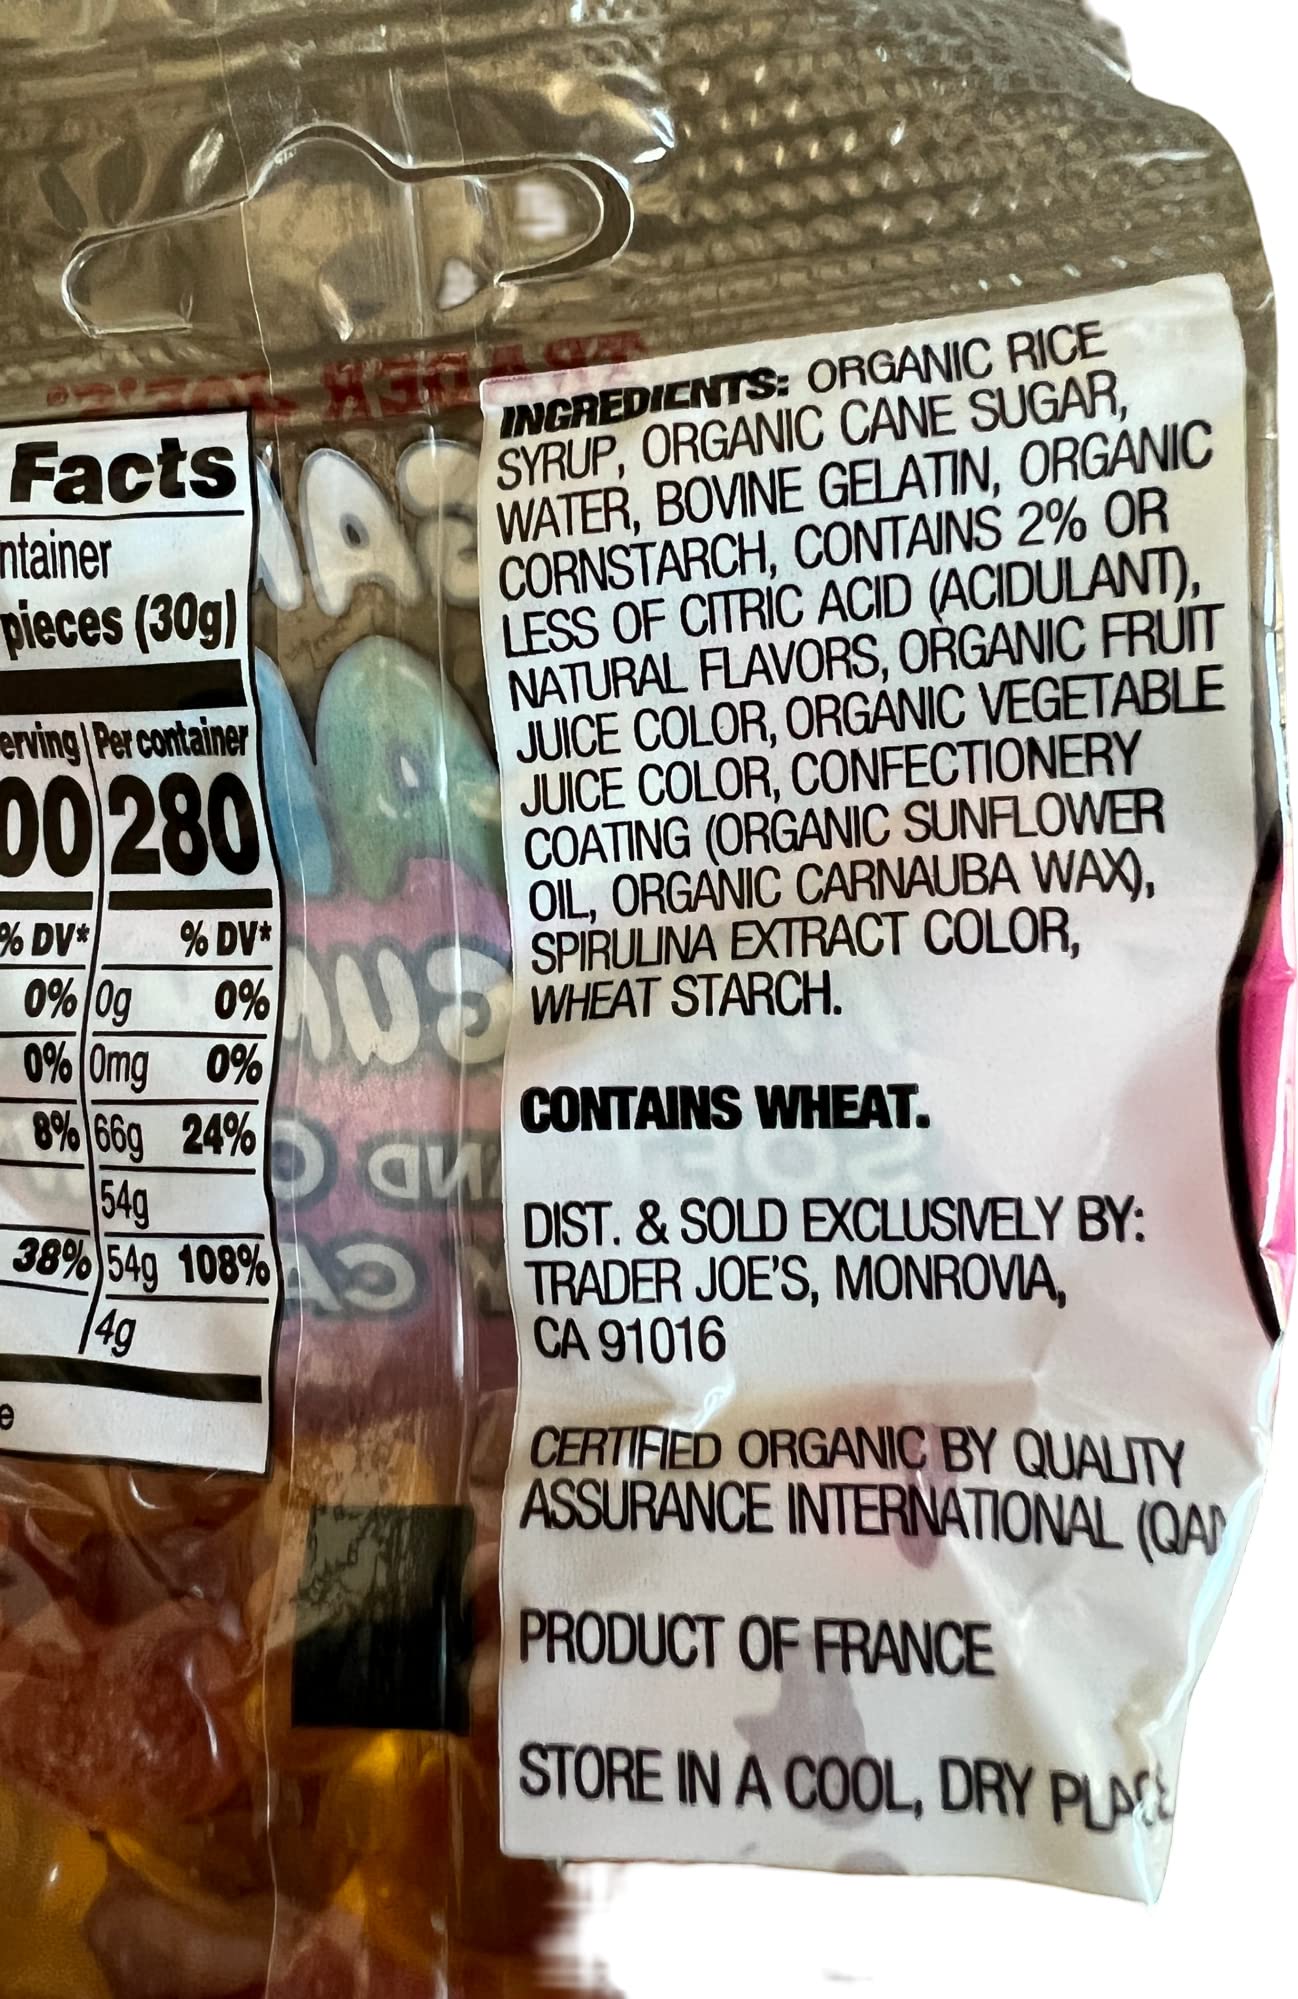 Facts
ntainer
pieces (30g)
erving Per container
00 280
% DV* % DV*
0% 0g 0%
0% 0mg 0%
8% 66g 24%
54g
38% 54g 108%
4g
e
INGREDIENTS: ORGANIC RICE
SYRUP, ORGANIC CANE SUGAR,
WATER, BOVINE GELATIN, ORGANIC
CORNSTARCH, CONTAINS 2% OR
LESS OF CITRIC ACID (ACIDULANT),
NATURAL FLAVORS, ORGANIC FRUIT
JUICE COLOR, ORGANIC VEGETABLE
JUICE COLOR, CONFECTIONERY
COATING (ORGANIC SUNFLOWER
OIL, ORGANIC CARNAUBA WAX),
SPIRULINA EXTRACT COLOR,
WHEAT STARCH.
CONTAINS WHEAT.
DIST. & SOLD EXCLUSIVELY BY:
TRADER JOE'S, MONROVIA,
CA 91016
CERTIFIED ORGANIC BY QUALITY
ASSURANCE INTERNATIONAL (QAI
PRODUCT OF FRANCE
STORE IN A COOL, DRY PLACE
TRADER JOE'S